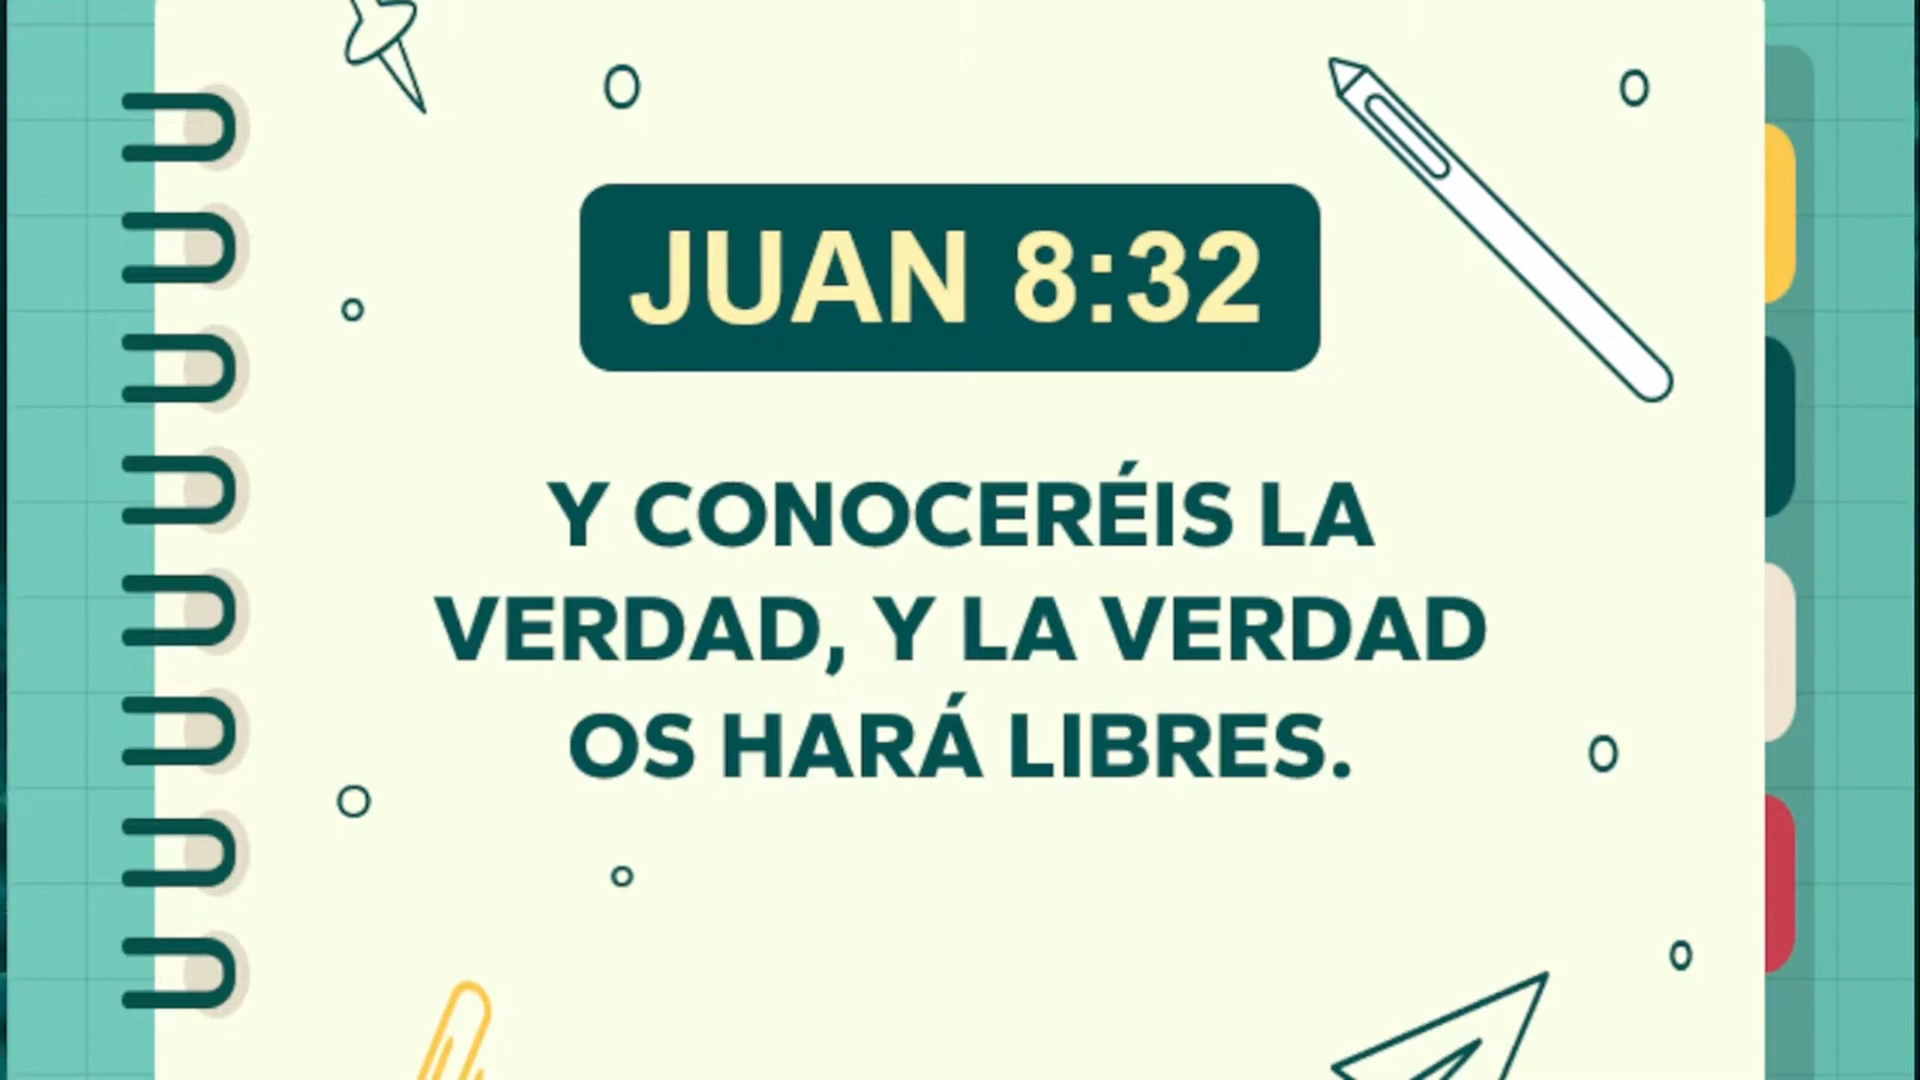 JUAN 8:32
Y CONOCERÉIS LA
VERDAD, Y LA VERDAD
OS HARÁ LIBRES.